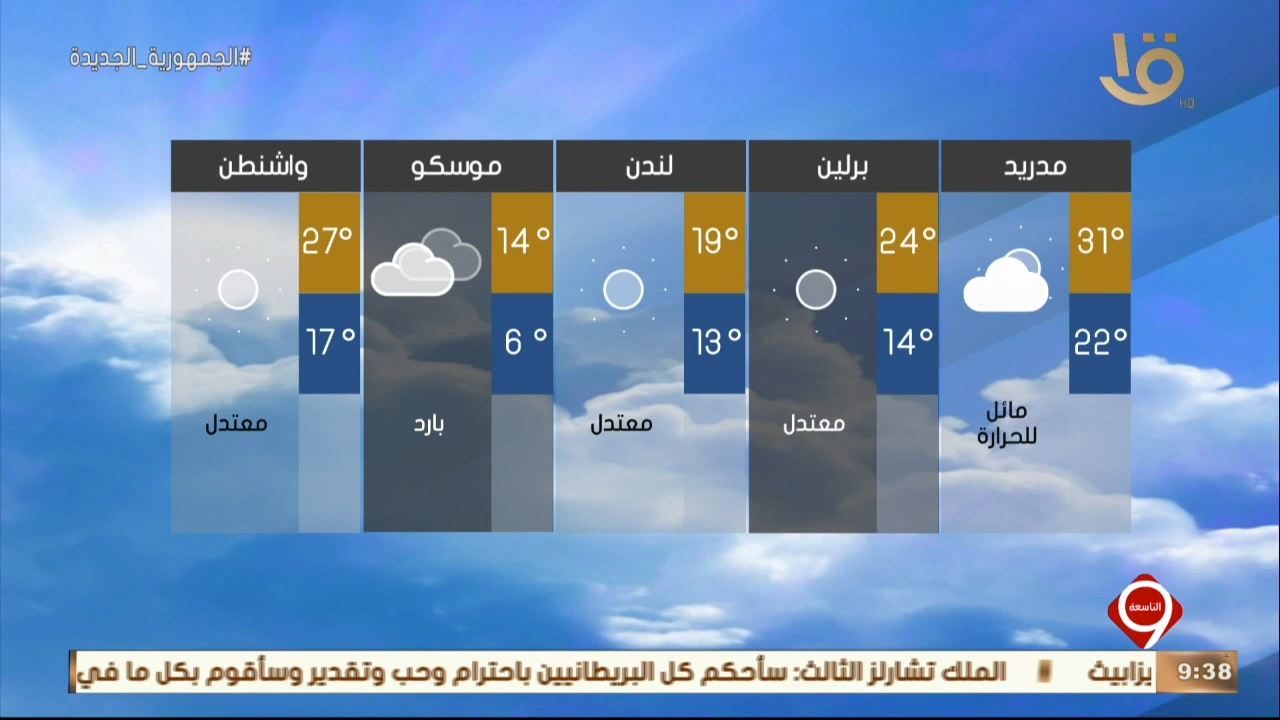 #الجمهورية_الجديدة
HD
مدريد
31°
22°
مائل
للحرارة
برلين
24°
14°
معتدل
لندن
19°
13°
معتدل
موسكو
14°
6°
بارد
واشنطن
27°
17°
معتدل
التاسعة
9
9:38
يزابيث ▪ الملك تشارلز الثالث: سأحكم كل البريطانيين باحترام وحب وتقدير وسأقوم بكل ما في